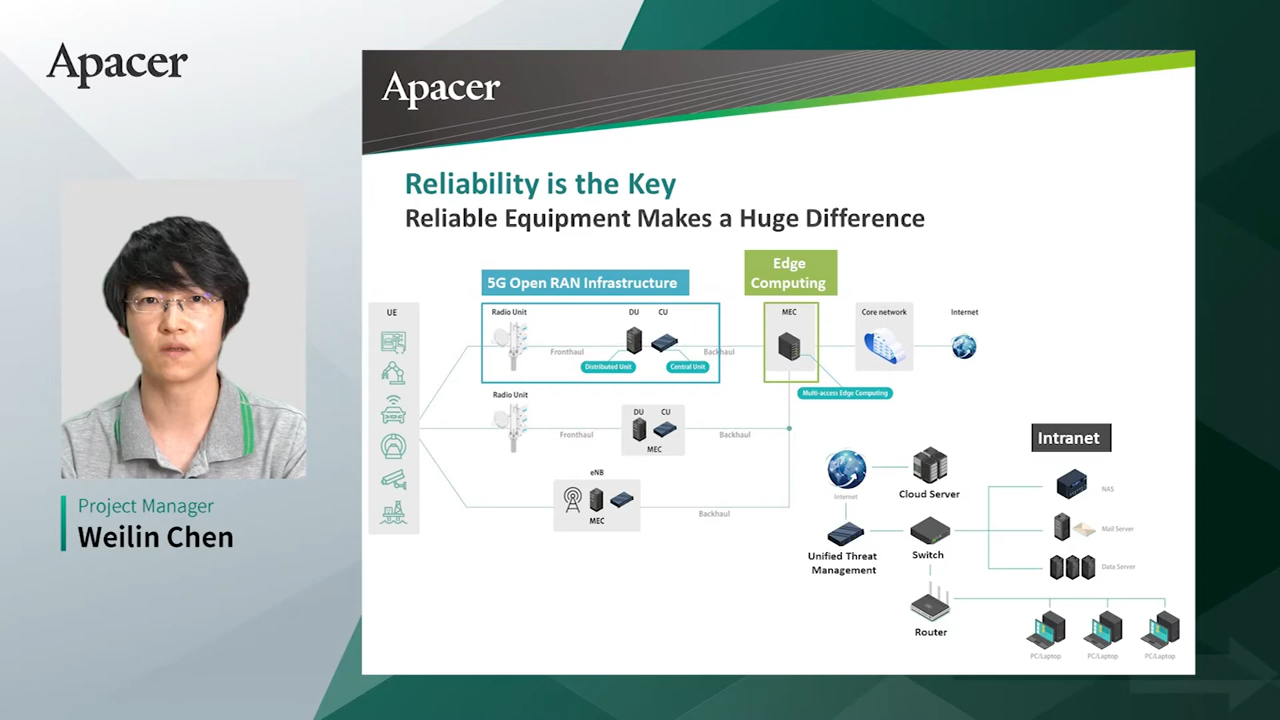 Apacer
Project Manager
Weilin Chen
Apacer
Reliability is the Key
Reliable Equipment Makes a Huge Difference
5G Open RAN Infrastructure
Edge
Computing
UE
Radio Unit
DU
CU
Fronthaul
Backhaul
Distributed Unit
Central Unit
MEC
Core network
Internet
Multi-access Edge Computing
Radio Unit
Fronthaul
DU
CU
MEC
Backhaul
eNB
MEC
Backhaul
Internet
Cloud Server
Unified Threat
Management
Switch
Router
Intranet
NAS
Mail Server
Data Server
PC/Laptop
PC/Laptop
PC/Laptop